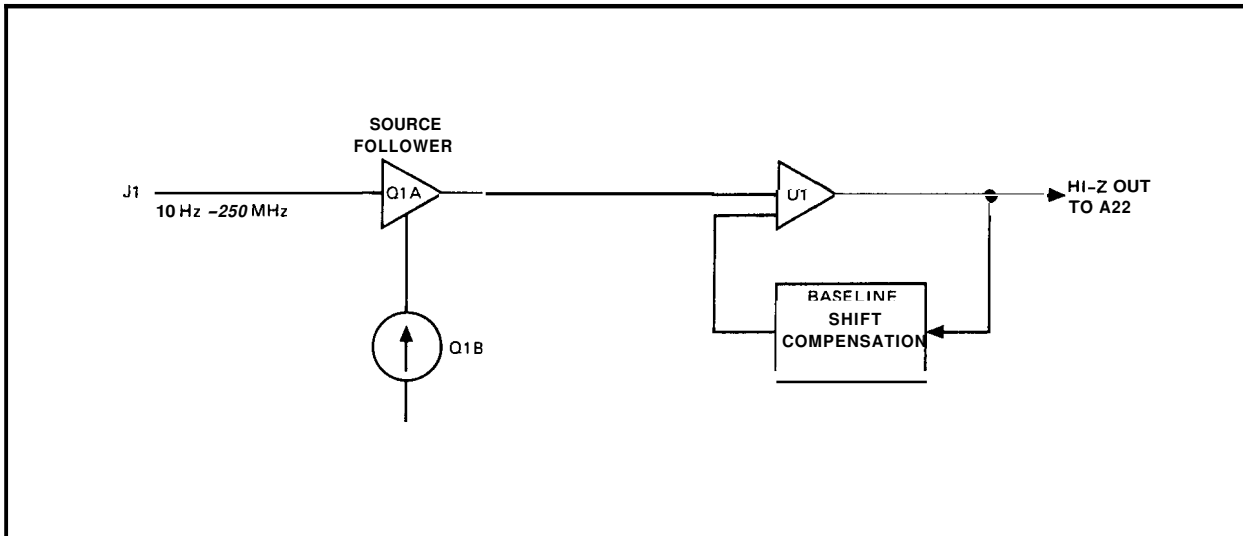 SOURCE
FOLLOWER
J1
10 Hz -250 MHz
Q1A
U1
HI-Z OUT
TO A22
Q1B
BASELINE
SHIFT
COMPENSATION